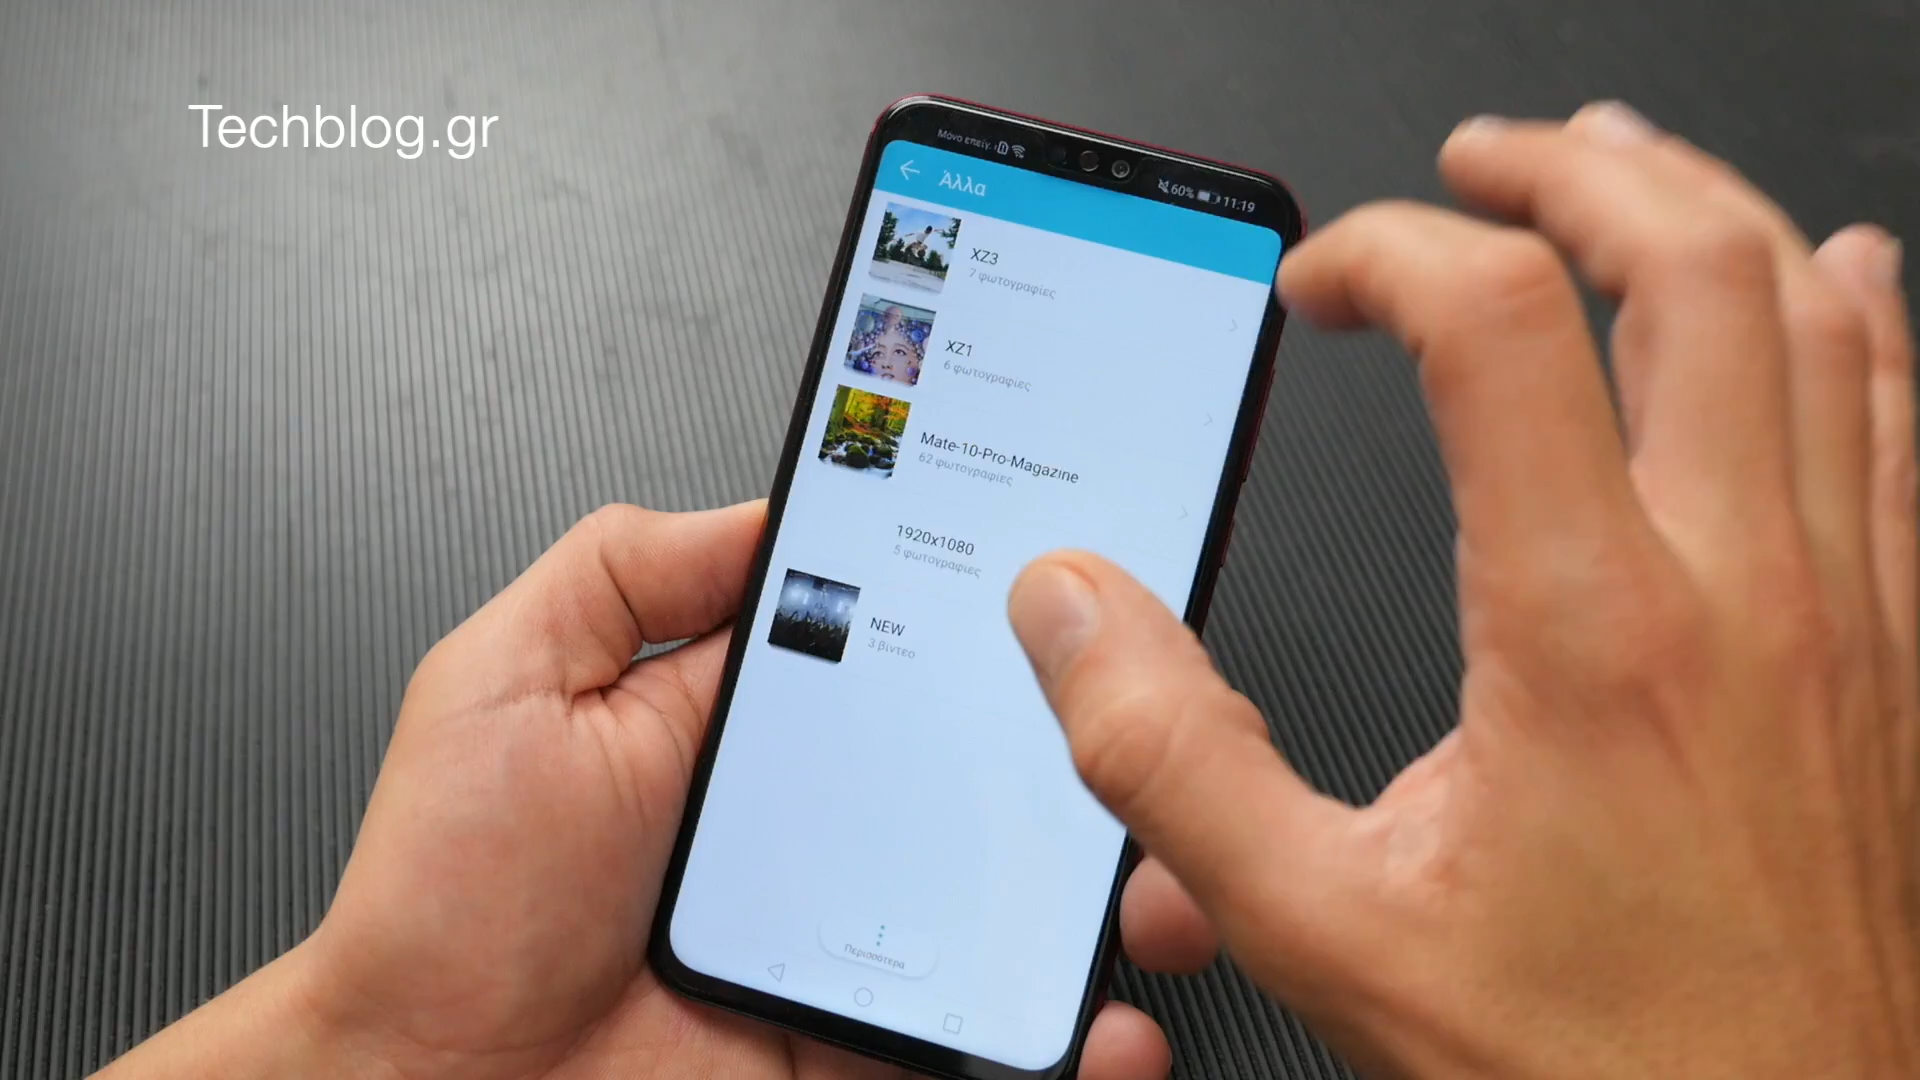 Techblog.gr
Μόνο επείγ.
60% 11:19
Άλλα
XZ3
7 φωτογραφίες
XZ1
6 φωτογραφίες
Mate-10-Pro-Magazine
62 φωτογραφίες
1920x1080
5 φωτογραφίες
NEW
3 βίντεο
Περισσότερα